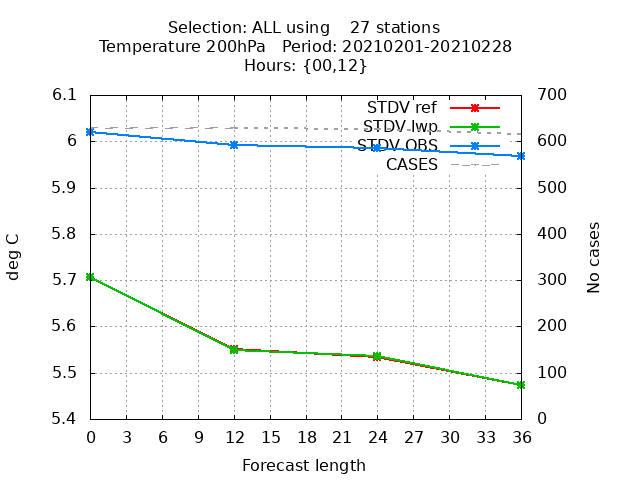 Selection: ALL using    27 stations
Temperature 200hPa   Period: 20210201-20210228
Hours: {00,12}
6.1
6
5.9
5.8
5.7
5.6
5.5
5.4
deg C
700
600
500
400
300
200
100
0
No cases
STDV ref
STDV lwp
STDV OBS
CASES
0 3 6 9 12 15 18 21 24 27 30 33 36
Forecast length